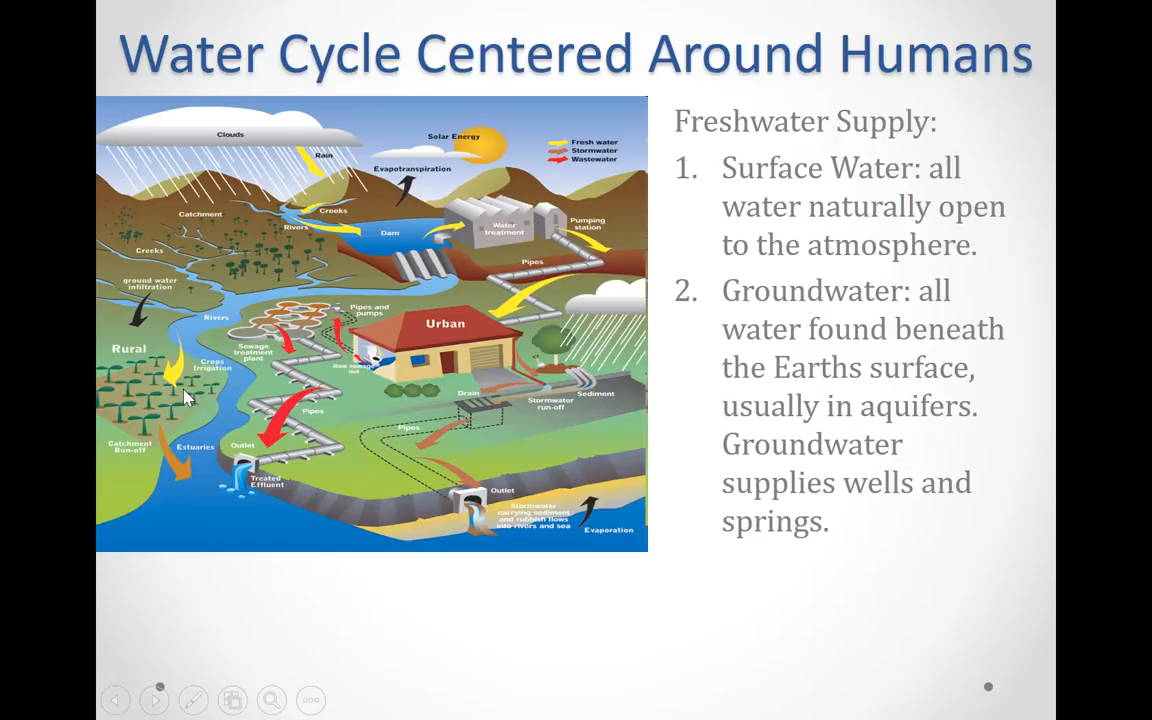 Water Cycle Centered Around Humans
Clouds
Rain
Solar Energy
Fresh water
Stormwater
Wastewater
Evapotranspiration
Catchment
Creeks
Rivers
Dam
Water
treatment
Pumping
station
Creeks
Pipes
ground water
infiltration
Rivers
Pipes and
pumps
Urban
Sewage
treatment
plant
Raw sewage
out
Rural
Crops
Irrigation
Drain
Stormwater
run-off
Sediment
Pipes
Pipes
Catchment
Run-off
Estuaries
Outlet
Treated
Effluent
Outlet
Stormwater
carrying sediment
and rubbish flows
into rivers and sea
Evaporation
Freshwater Supply:
1. Surface Water: all
water naturally open
to the atmosphere.
2. Groundwater: all
water found beneath
the Earths surface,
usually in aquifers.
Groundwater
supplies wells and
springs.